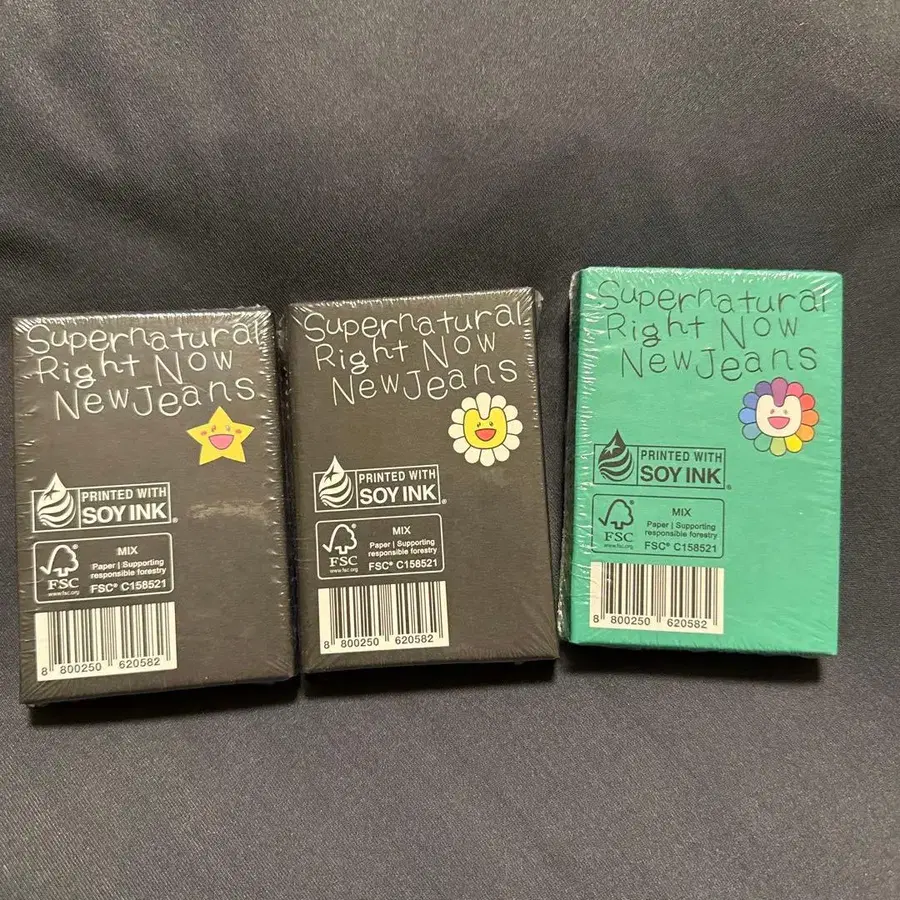 Supernatural
Right Now
NewJeans
PRINTED WITH
SOY INK®
FSC
www.fsc.org
MIX
Paper | Supporting
responsible forestry
FSC® C158521
8 800250 620582
Supernatural
Right Now
NewJeans
PRINTED WITH
SOY INK®
FSC
www.fsc.org
MIX
Paper | Supporting
responsible forestry
FSC® C158521
8 800250 620582
Supernatural
Right Now
NewJeans
PRINTED WITH
SOY INK®
FSC
www.fsc.org
MIX
Paper | Supporting
responsible forestry
FSC® C158521
8 800250 620582